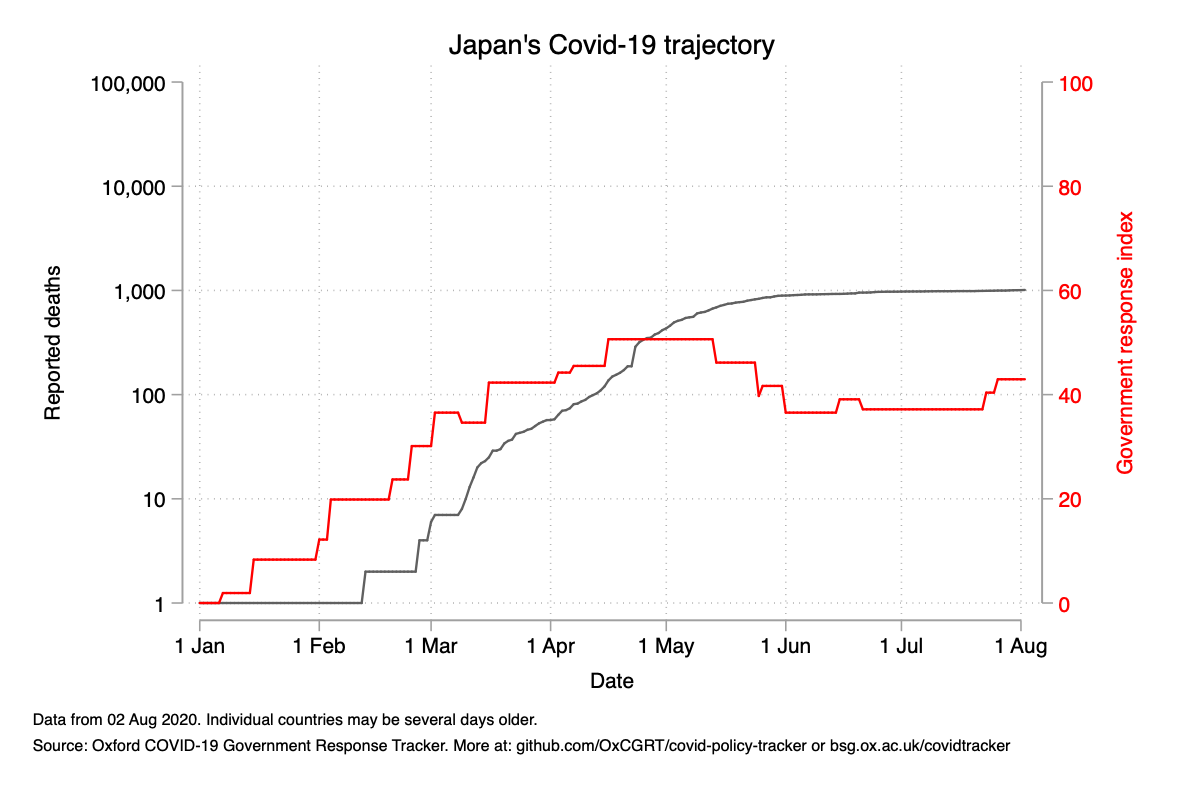 Japan's Covid-19 trajectory
100,000
10,000
1,000
100
10
1
Reported deaths
100
80
60
40
20
0
Government response index
1 Jan 1 Feb 1 Mar 1 Apr 1 May 1 Jun 1 Jul 1 Aug
Date
Data from 02 Aug 2020. Individual countries may be several days older.
Source: Oxford COVID-19 Government Response Tracker. More at: github.com/OxCGRT/covid-policy-tracker or bsg.ox.ac.uk/covidtracker